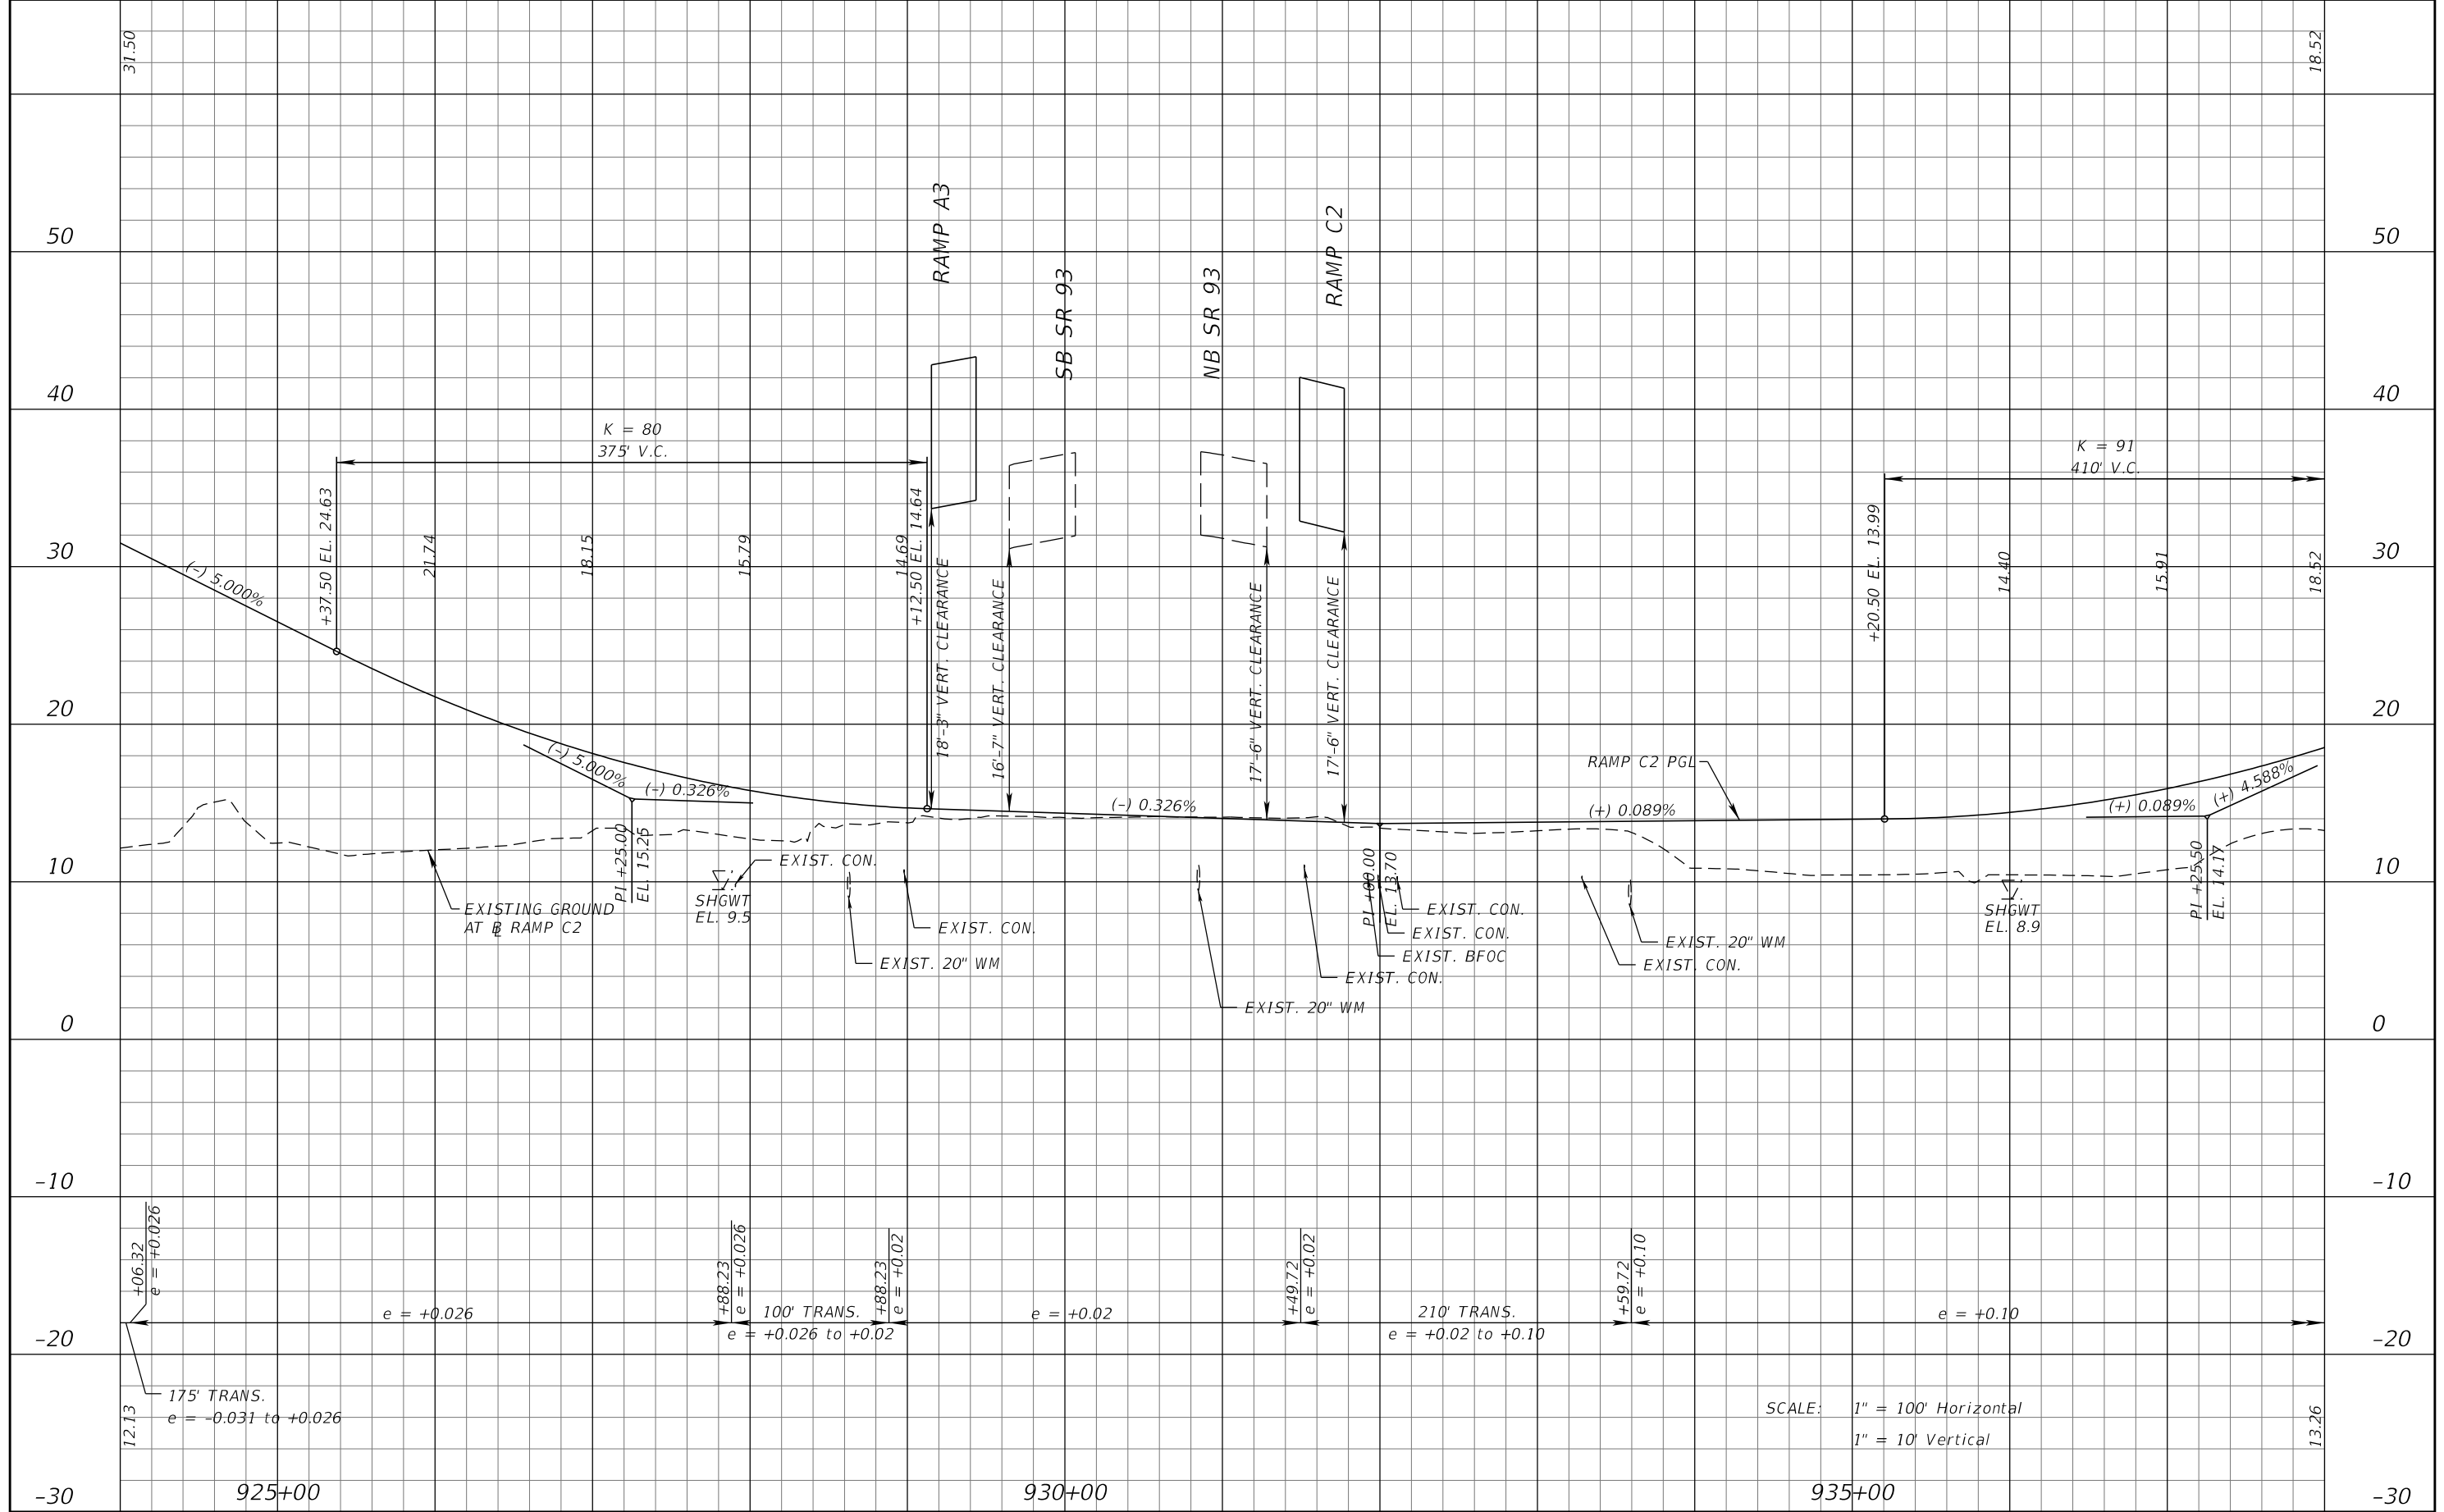 31.50
18.52
RAMP A3
SB SR 93
NB SR 93
RAMP C2
50
50
40
40
30
30
20
20
10
10
0
0
-10
-10
-20
-20
-30
-30
K = 80
375' V.C.
K = 91
410' V.C.
+37.50 EL. 24.63
21.74
18.15
15.79
14.69
+12.50 EL. 14.64
+20.50 EL. 13.99
14.40
15.91
18.52
(-) 5.000%
18'-3" VERT. CLEARANCE
16'-7" VERT. CLEARANCE
17'-6" VERT. CLEARANCE
17'-6" VERT. CLEARANCE
(-) 5.000%
(-) 0.326%
(-) 0.326%
(+) 0.089%
RAMP C2 PGL
(+) 0.089%
(+) 4.588%
PI +25.00
EL. 15.25
PI +00.00
EL. 13.70
PI +25.50
EL. 14.17
EXISTING GROUND
AT B RAMP C2
SHGWT
EL. 9.5
EXIST. CON.
EXIST. CON.
EXIST. 20" WM
EXIST. 20" WM
EXIST. CON.
EXIST. BFOC
EXIST. CON.
EXIST. CON.
EXIST. 20" WM
EXIST. CON.
SHGWT
EL. 8.9
+06.32
e = +0.026
e = +0.026
+88.23
e = +0.026
100' TRANS.
e = +0.026 to +0.02
+88.23
e = +0.02
e = +0.02
+49.72
e = +0.02
210' TRANS.
e = +0.02 to +0.10
+59.72
e = +0.10
e = +0.10
175' TRANS.
e = -0.031 to +0.026
12.13
13.26
SCALE: 1" = 100' Horizontal
1" = 10' Vertical
925+00
930+00
935+00